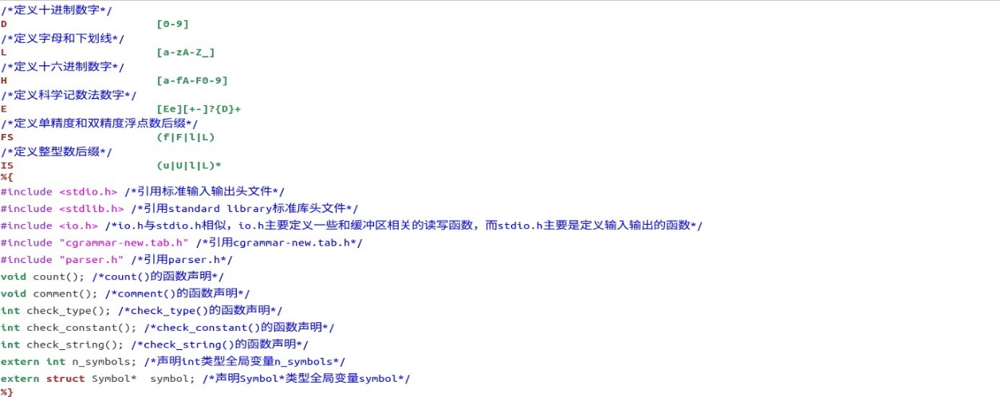 /*定义十进制数字*/
D [0-9]
/*定义字母和下划线*/
L [a-zA-Z_]
/*定义十六进制数字*/
H [a-fA-F0-9]
/*定义科学记数法数字*/
E [Ee][+-]?{D}+
/*定义单精度和双精度浮点数后缀*/
FS (f|F|l|L)
/*定义整型数后缀*/
IS (u|U|l|L)*
%{
#include <stdio.h> /*引用标准输入输出头文件*/
#include <stdlib.h> /*引用standard library标准库头文件*/
#include <io.h> /*io.h与stdio.h相似，io.h主要定义一些和缓冲区相关的读写函数，而stdio.h主要是定义输入输出的函数*/
#include "cgrammar-new.tab.h" /*引用cgrammar-new.tab.h*/
#include "parser.h" /*引用parser.h*/
void count(); /*count()的函数声明*/
void comment(); /*comment()的函数声明*/
int check_type(); /*check_type()的函数声明*/
int check_constant(); /*check_constant()的函数声明*/
int check_string(); /*check_string()的函数声明*/
extern int n_symbols; /*声明int类型全局变量n_symbols*/
extern struct Symbol*  symbol; /*声明Symbol*类型全局变量symbol*/
%}